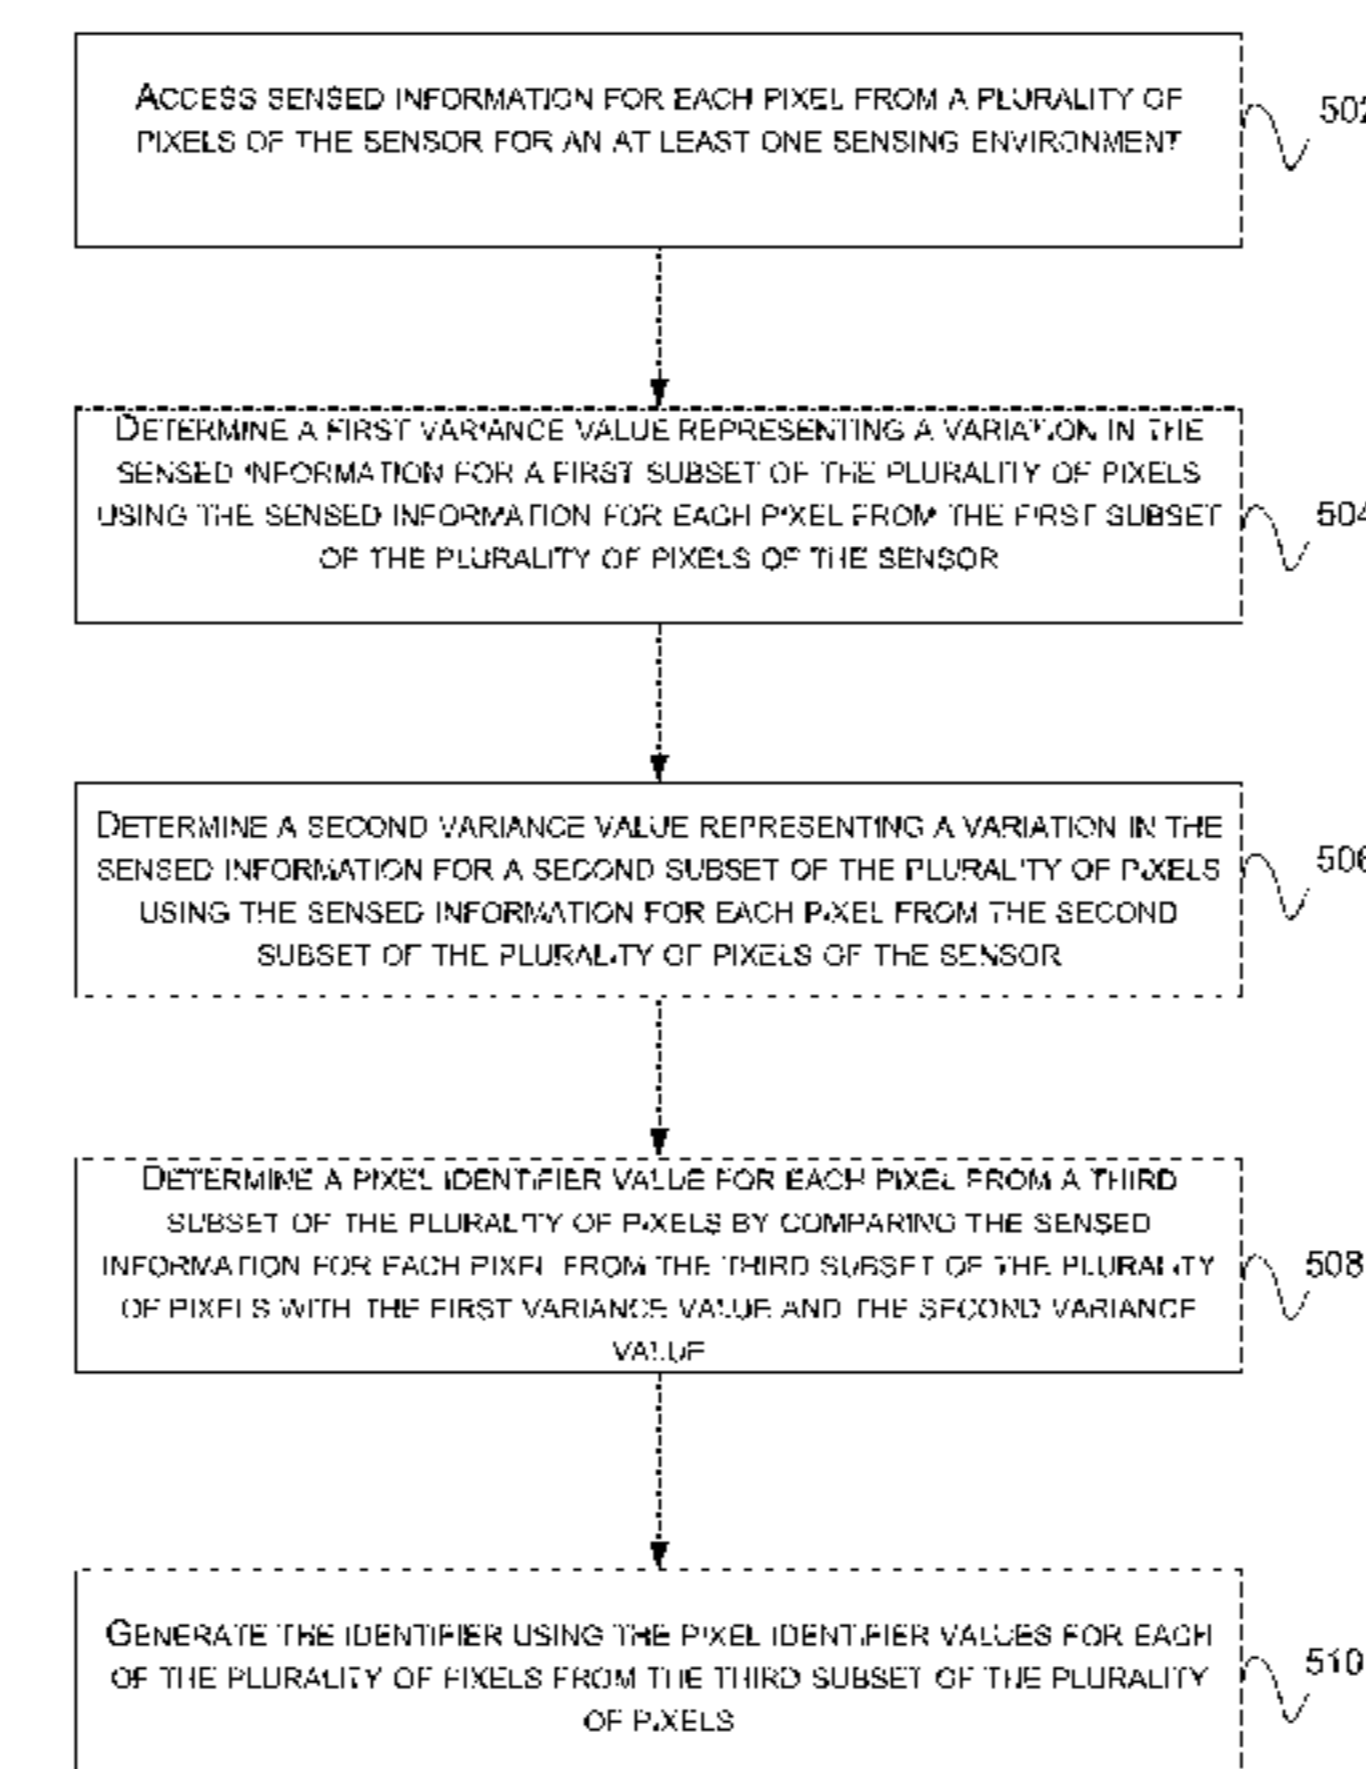 ACCESS SENSED INFORMATION FOR EACH PIXEL FROM A PLURALITY OF
PIXELS OF THE SENSOR FOR AN AT LEAST ONE SENSING ENVIRONMENT
502
DETERMINE A FIRST VARIANCE VALUE REPRESENTING A VARIATION IN THE
SENSED INFORMATION FOR A FIRST SUBSET OF THE PLURALITY OF PIXELS
USING THE SENSED INFORMATION FOR EACH PIXEL FROM THE FIRST SUBSET
OF THE PLURALITY OF PIXELS OF THE SENSOR
504
DETERMINE A SECOND VARIANCE VALUE REPRESENTING A VARIATION IN THE
SENSED INFORMATION FOR A SECOND SUBSET OF THE PLURALITY OF PIXELS
USING THE SENSED INFORMATION FOR EACH PIXEL FROM THE SECOND
SUBSET OF THE PLURALITY OF PIXELS OF THE SENSOR
506
DETERMINE A PIXEL IDENTIFIER VALUE FOR EACH PIXEL FROM A THIRD
SUBSET OF THE PLURALITY OF PIXELS BY COMPARING THE SENSED
INFORMATION FOR EACH PIXEL FROM THE THIRD SUBSET OF THE PLURALITY
OF PIXELS WITH THE FIRST VARIANCE VALUE AND THE SECOND VARIANCE
VALUE
508
GENERATE THE IDENTIFIER USING THE PIXEL IDENTIFIER VALUES FOR EACH
OF THE PLURALITY OF PIXELS FROM THE THIRD SUBSET OF THE PLURALITY
OF PIXELS
510